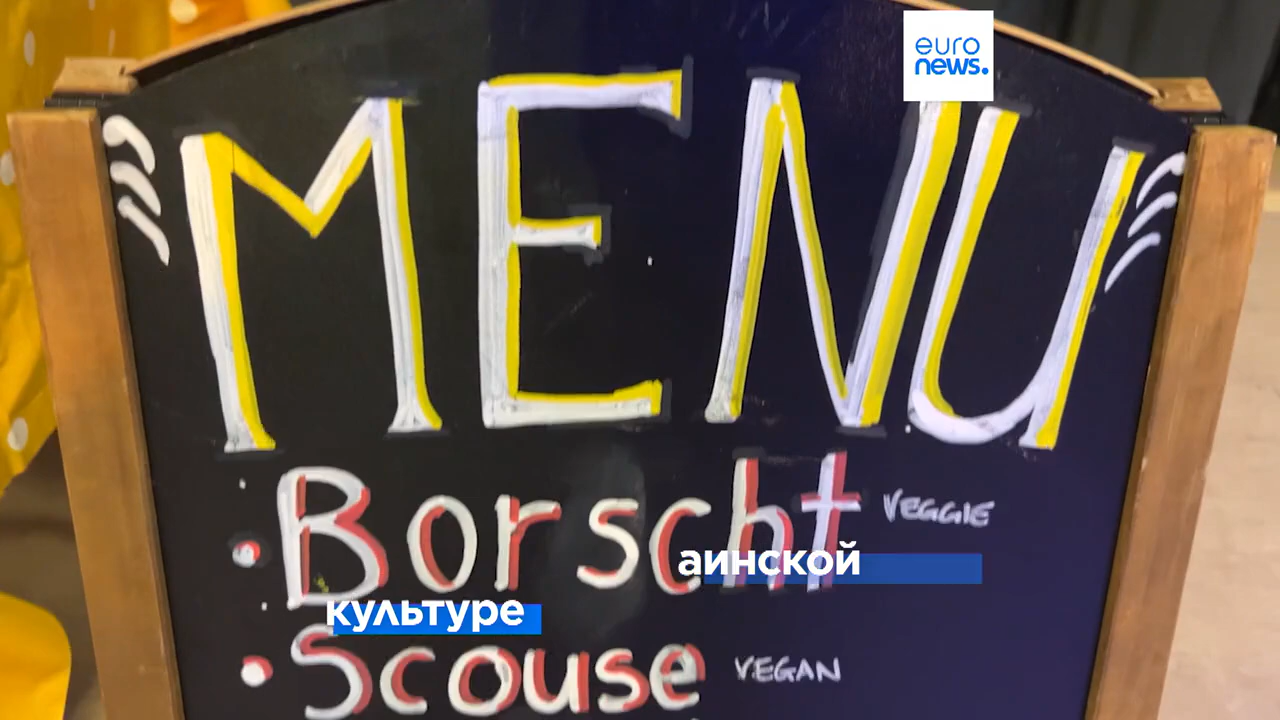 euro
news.
MENU
Borscht VEGGIE
аинской
культуре
Scouse VEGAN